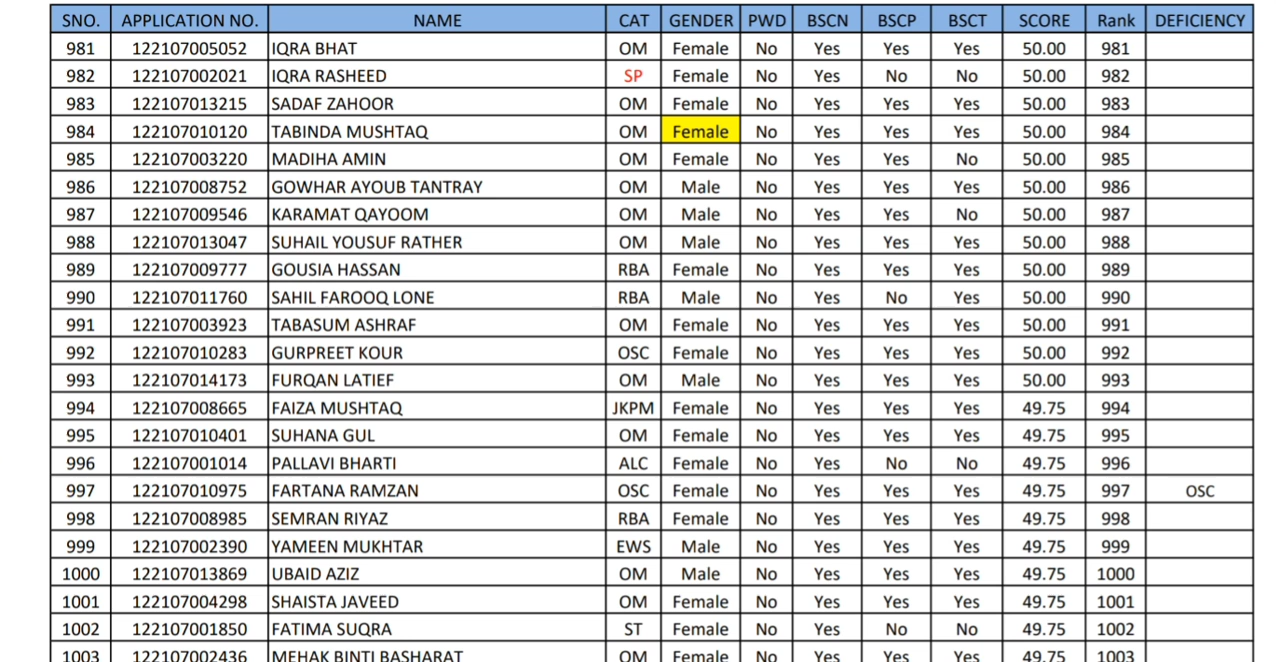 SNO. APPLICATION NO. NAME CAT GENDER PWD BSCN BSCP BSCT SCORE Rank DEFICIENCY
981 122107005052 IQRA BHAT OM Female No Yes Yes Yes 50.00 981
982 122107002021 IQRA RASHEED SP Female No Yes No No 50.00 982
983 122107013215 SADAF ZAHOOR OM Female No Yes Yes Yes 50.00 983
984 122107010120 TABINDA MUSHTAQ OM Female No Yes Yes Yes 50.00 984
985 122107003220 MADIHA AMIN OM Female No Yes Yes No 50.00 985
986 122107008752 GOWHAR AYOUB TANTRAY OM Male No Yes Yes Yes 50.00 986
987 122107009546 KARAMAT QAYOOM OM Male No Yes Yes No 50.00 987
988 122107013047 SUHAIL YOUSUF RATHER OM Male No Yes Yes Yes 50.00 988
989 122107009777 GOUSIA HASSAN RBA Female No Yes Yes Yes 50.00 989
990 122107011760 SAHIL FAROOQ LONE RBA Male No Yes No Yes 50.00 990
991 122107003923 TABASUM ASHRAF OM Female No Yes Yes Yes 50.00 991
992 122107010283 GURPREET KOUR OSC Female No Yes Yes Yes 50.00 992
993 122107014173 FURQAN LATIEF OM Male No Yes Yes Yes 50.00 993
994 122107008665 FAIZA MUSHTAQ JKPM Female No Yes Yes Yes 49.75 994
995 122107010401 SUHANA GUL OM Female No Yes Yes Yes 49.75 995
996 122107001014 PALLAVI BHARTI ALC Female No Yes No No 49.75 996
997 122107010975 FARTANA RAMZAN OSC Female No Yes Yes Yes 49.75 997 OSC
998 122107008985 SEMRAN RIYAZ RBA Female No Yes Yes Yes 49.75 998
999 122107002390 YAMEEN MUKHTAR EWS Male No Yes Yes Yes 49.75 999
1000 122107013869 UBAID AZIZ OM Male No Yes Yes Yes 49.75 1000
1001 122107004298 SHAISTA JAVEED OM Female No Yes Yes Yes 49.75 1001
1002 122107001850 FATIMA SUQRA ST Female No Yes No No 49.75 1002
1003 122107002436 MEHAK BINTI BASHARAT OM Female No Yes Yes Yes 49.75 1003